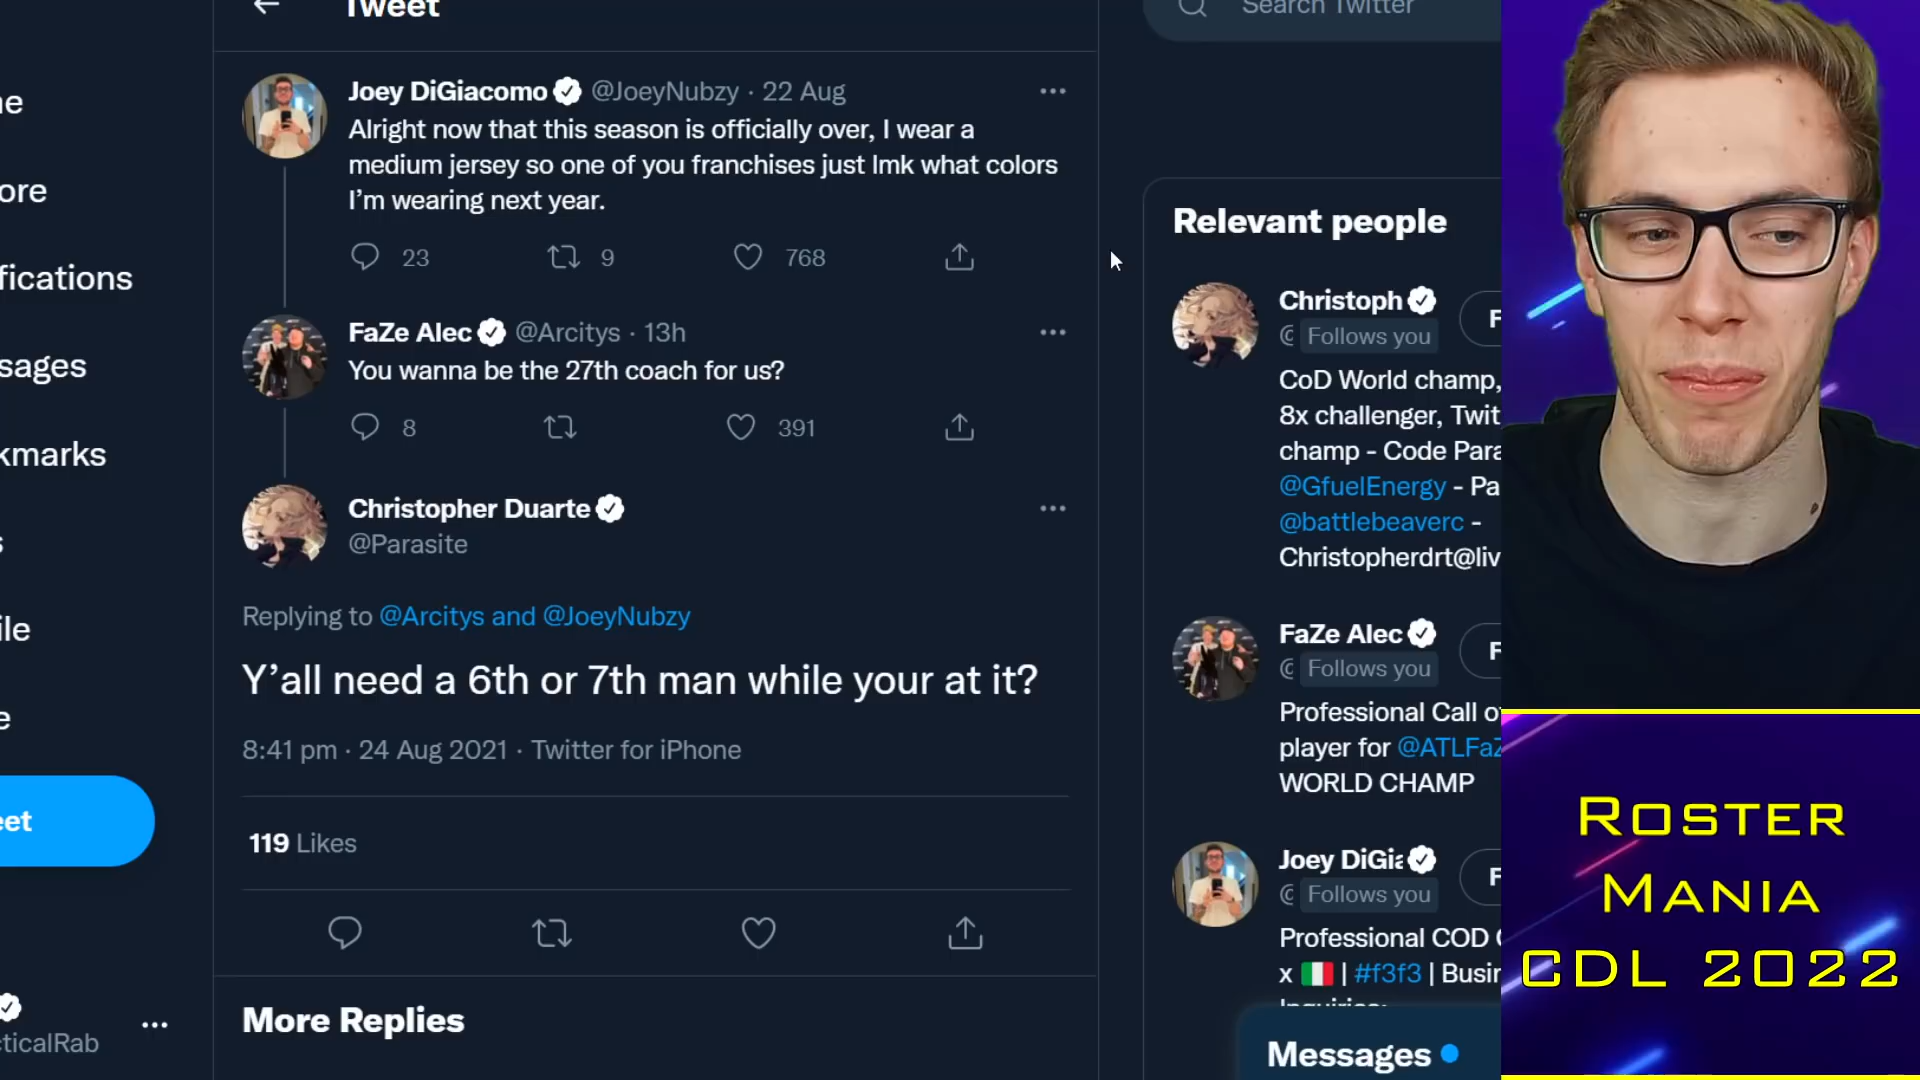 Tweet
Search Twitter
Joey DiGiacomo @JoeyNubzy · 22 Aug
Alright now that this season is officially over, I wear a
medium jersey so one of you franchises just lmk what colors
I'm wearing next year.
23 9 768
FaZe Alec @Arcitys · 13h
You wanna be the 27th coach for us?
8 391
Christopher Duarte
@Parasite
Replying to @Arcitys and @JoeyNubzy
Y'all need a 6th or 7th man while your at it?
8:41 pm · 24 Aug 2021 · Twitter for iPhone
119 Likes
More Replies
ne
ore
fications
sages
kmarks
s
ile
e
eet
cticalRab
Relevant people
Christoph
@ Follows you
F
CoD World champ,
8x challenger, Twit
champ - Code Para
@GfuelEnergy - Pa
@battlebeaverc -
Christopherdrt@liv
FaZe Alec
@ Follows you
F
Professional Call o
player for @ATLFaZ
WORLD CHAMP
Joey DiGia
@ Follows you
F
Professional COD
x 🇮🇹 | #f3f3 | Busin
Messages
ROSTER
MANIA
CDL 2022